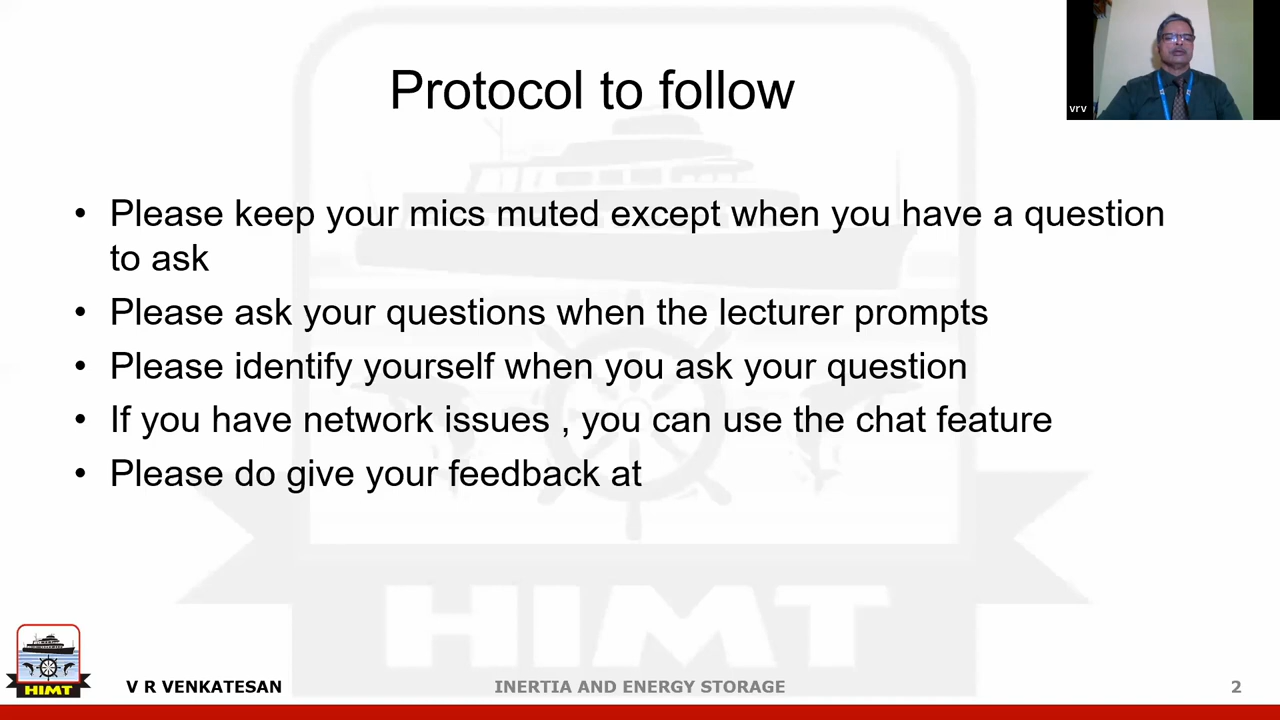 Protocol to follow
vrv
• Please keep your mics muted except when you have a question
to ask
• Please ask your questions when the lecturer prompts
• Please identify yourself when you ask your question
• If you have network issues , you can use the chat feature
• Please do give your feedback at
HIMT
HIMT
V R VENKATESAN
INERTIA AND ENERGY STORAGE
2